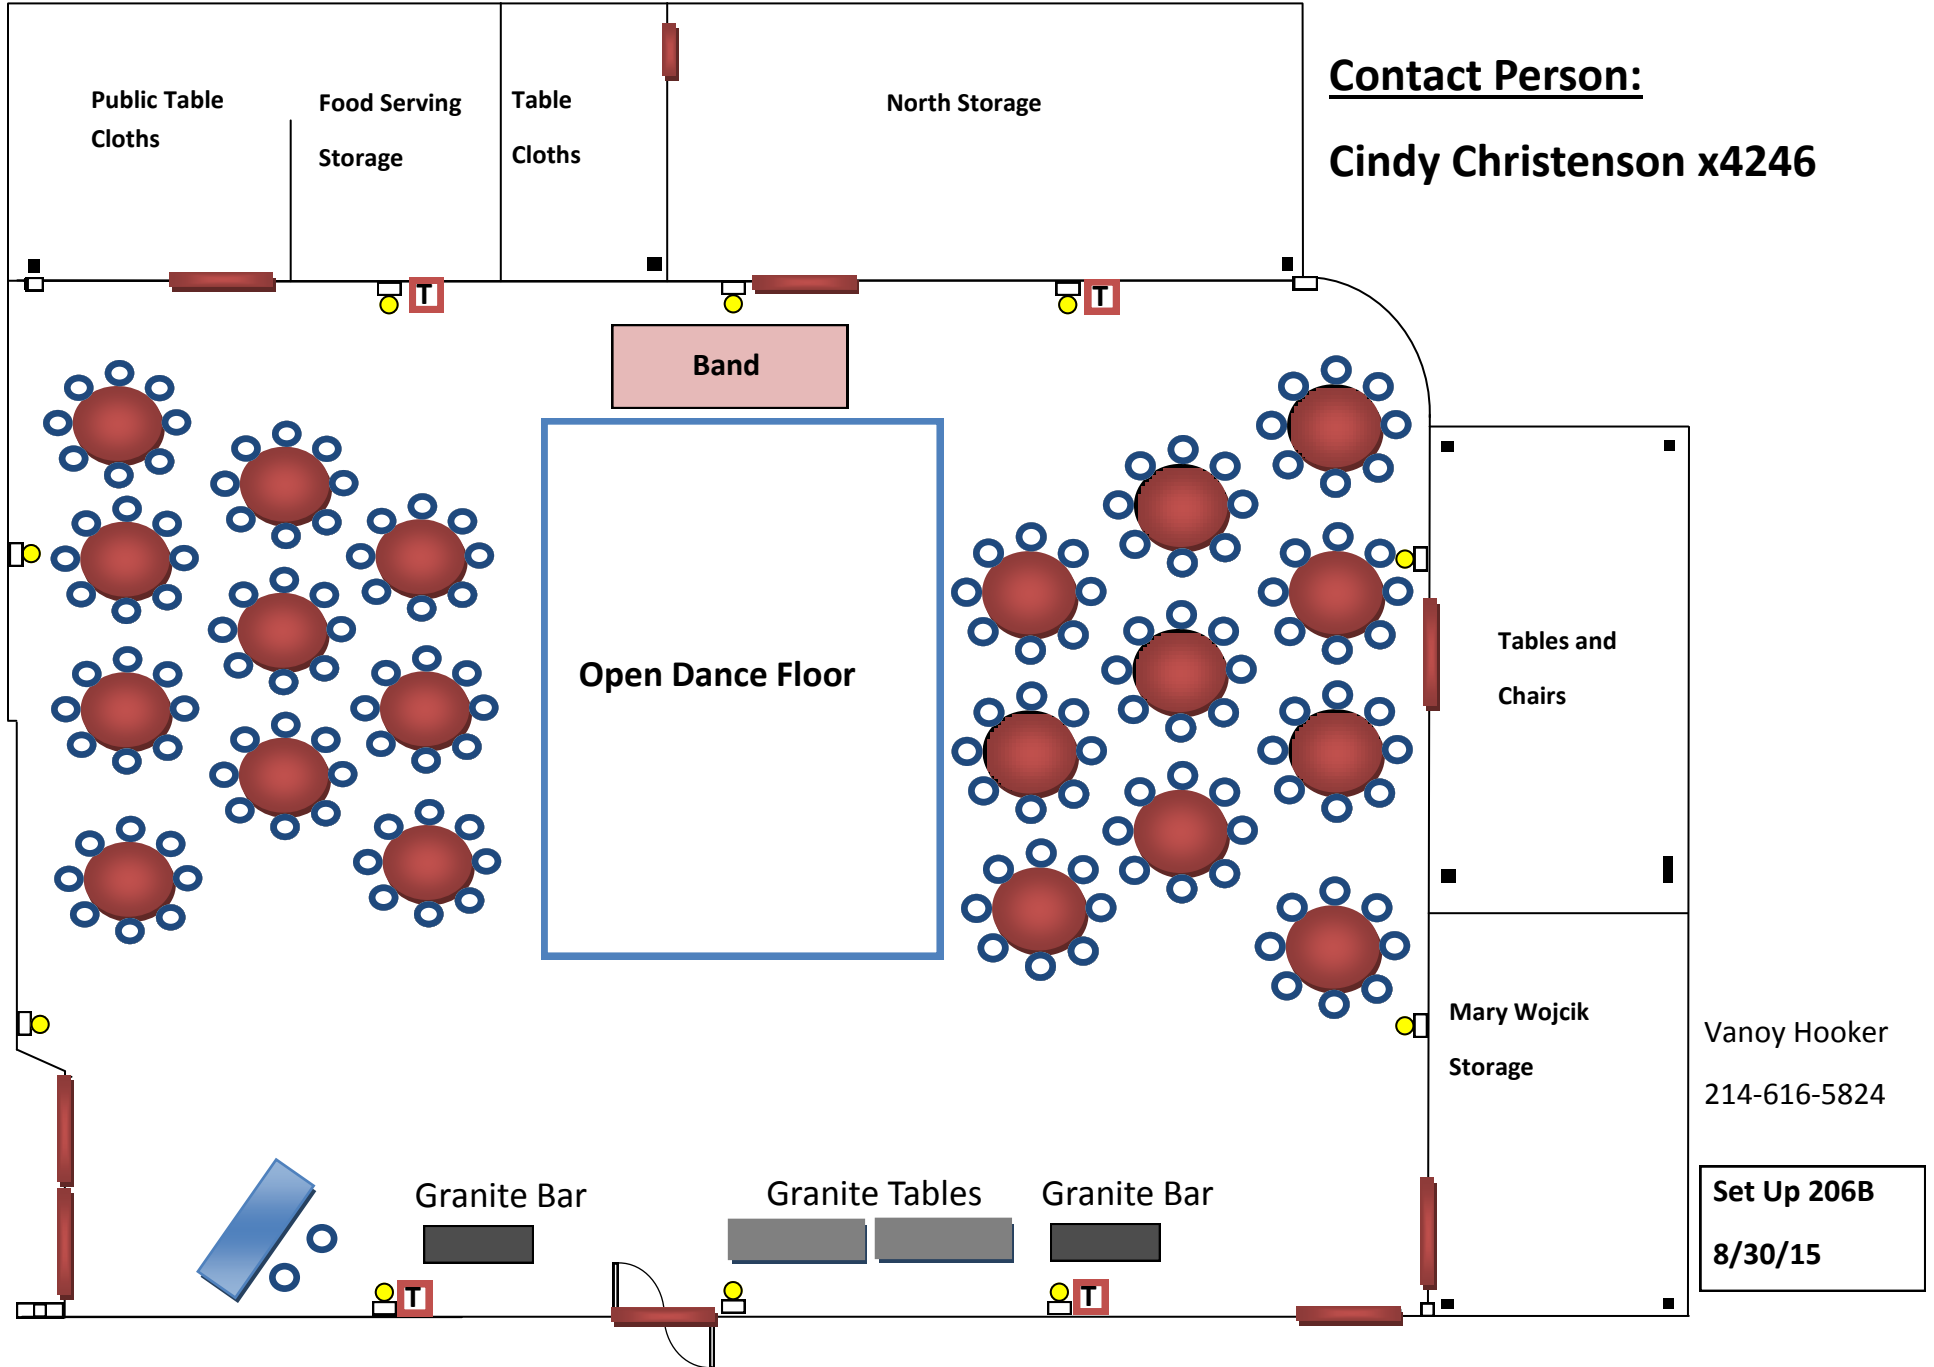 Public Table
Cloths
Food Serving
Storage
Table
Cloths
North Storage
Contact Person:
Cindy Christenson x4246
T
T
Band
Open Dance Floor
Tables and
Chairs
Mary Wojcik
Storage
Vanoy Hooker
214-616-5824
Granite Bar
Granite Tables
Granite Bar
Set Up 206B
8/30/15
T
T